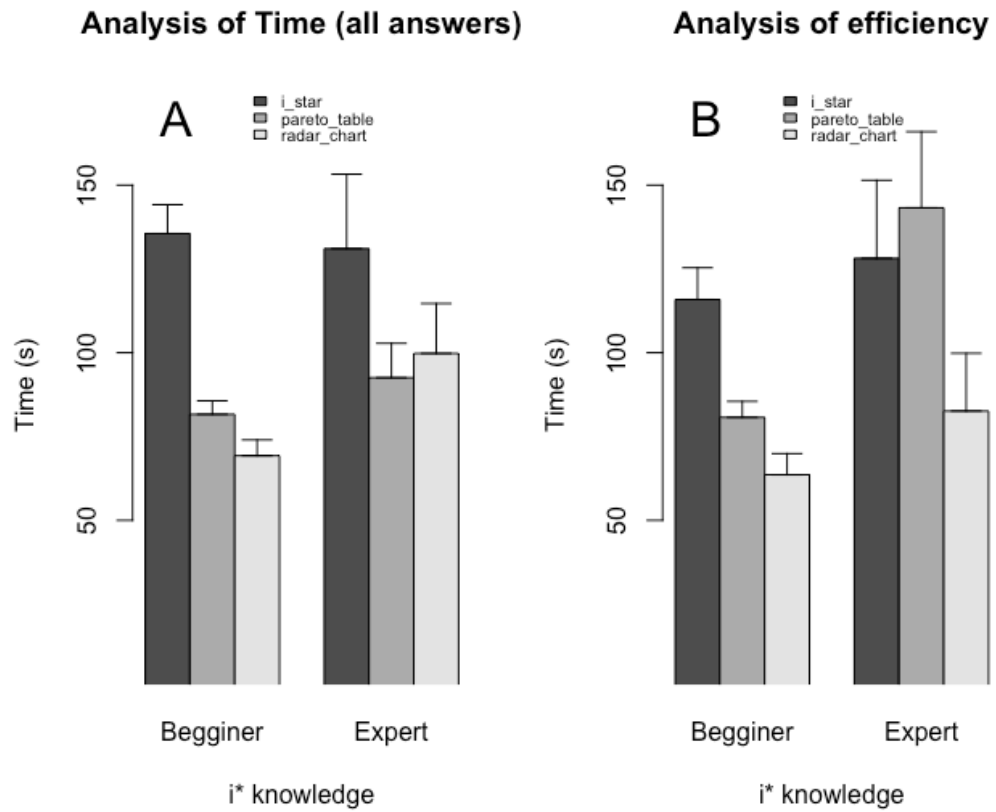 Analysis of Time (all answers)
A
i_star
pareto_table
radar_chart
150
100
50
Time (s)
Begginer
Expert
i* knowledge
Analysis of efficiency
B
i_star
pareto_table
radar_chart
150
100
50
Time (s)
Begginer
Expert
i* knowledge